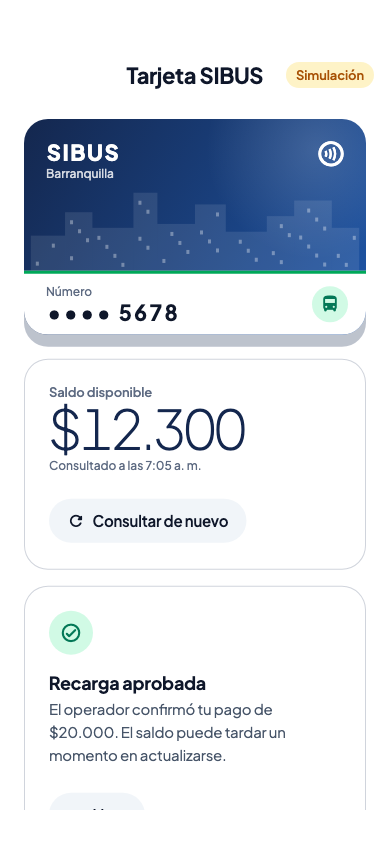 Tarjeta SIBUS
Simulación
SIBUS
Barranquilla
Número
●●●● 5678
Saldo disponible
$12.300
Consultado a las 7:05 a. m.
Consultar de nuevo
Recarga aprobada
El operador confirmó tu pago de
$20.000. El saldo puede tardar un
momento en actualizarse.